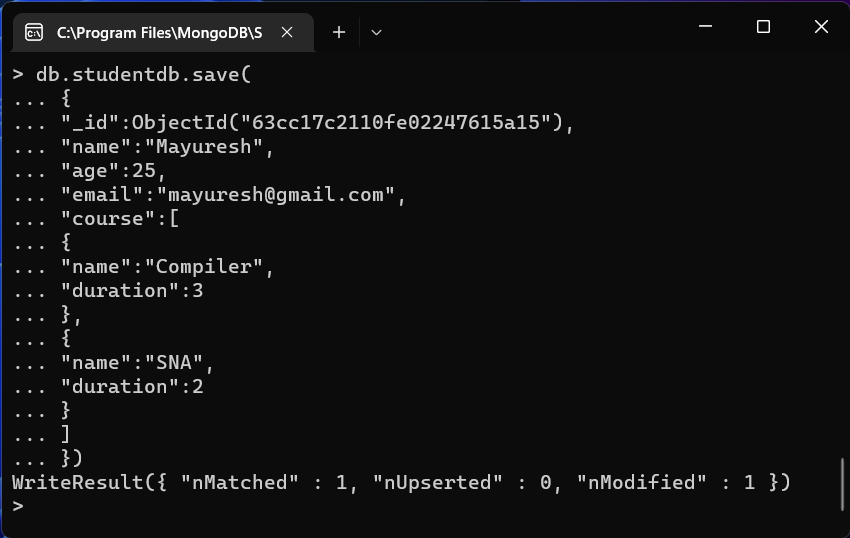 C:\Program Files\MongoDB\S
> db.studentdb.save(
... {
... "_id":ObjectId("63cc17c2110fe02247615a15"),
... "name":"Mayuresh",
... "age":25,
... "email":"mayuresh@gmail.com",
... "course":[
... {
... "name":"Compiler",
... "duration":3
... },
... {
... "name":"SNA",
... "duration":2
... }
... ]
... })
WriteResult({ "nMatched" : 1, "nUpserted" : 0, "nModified" : 1 })
>